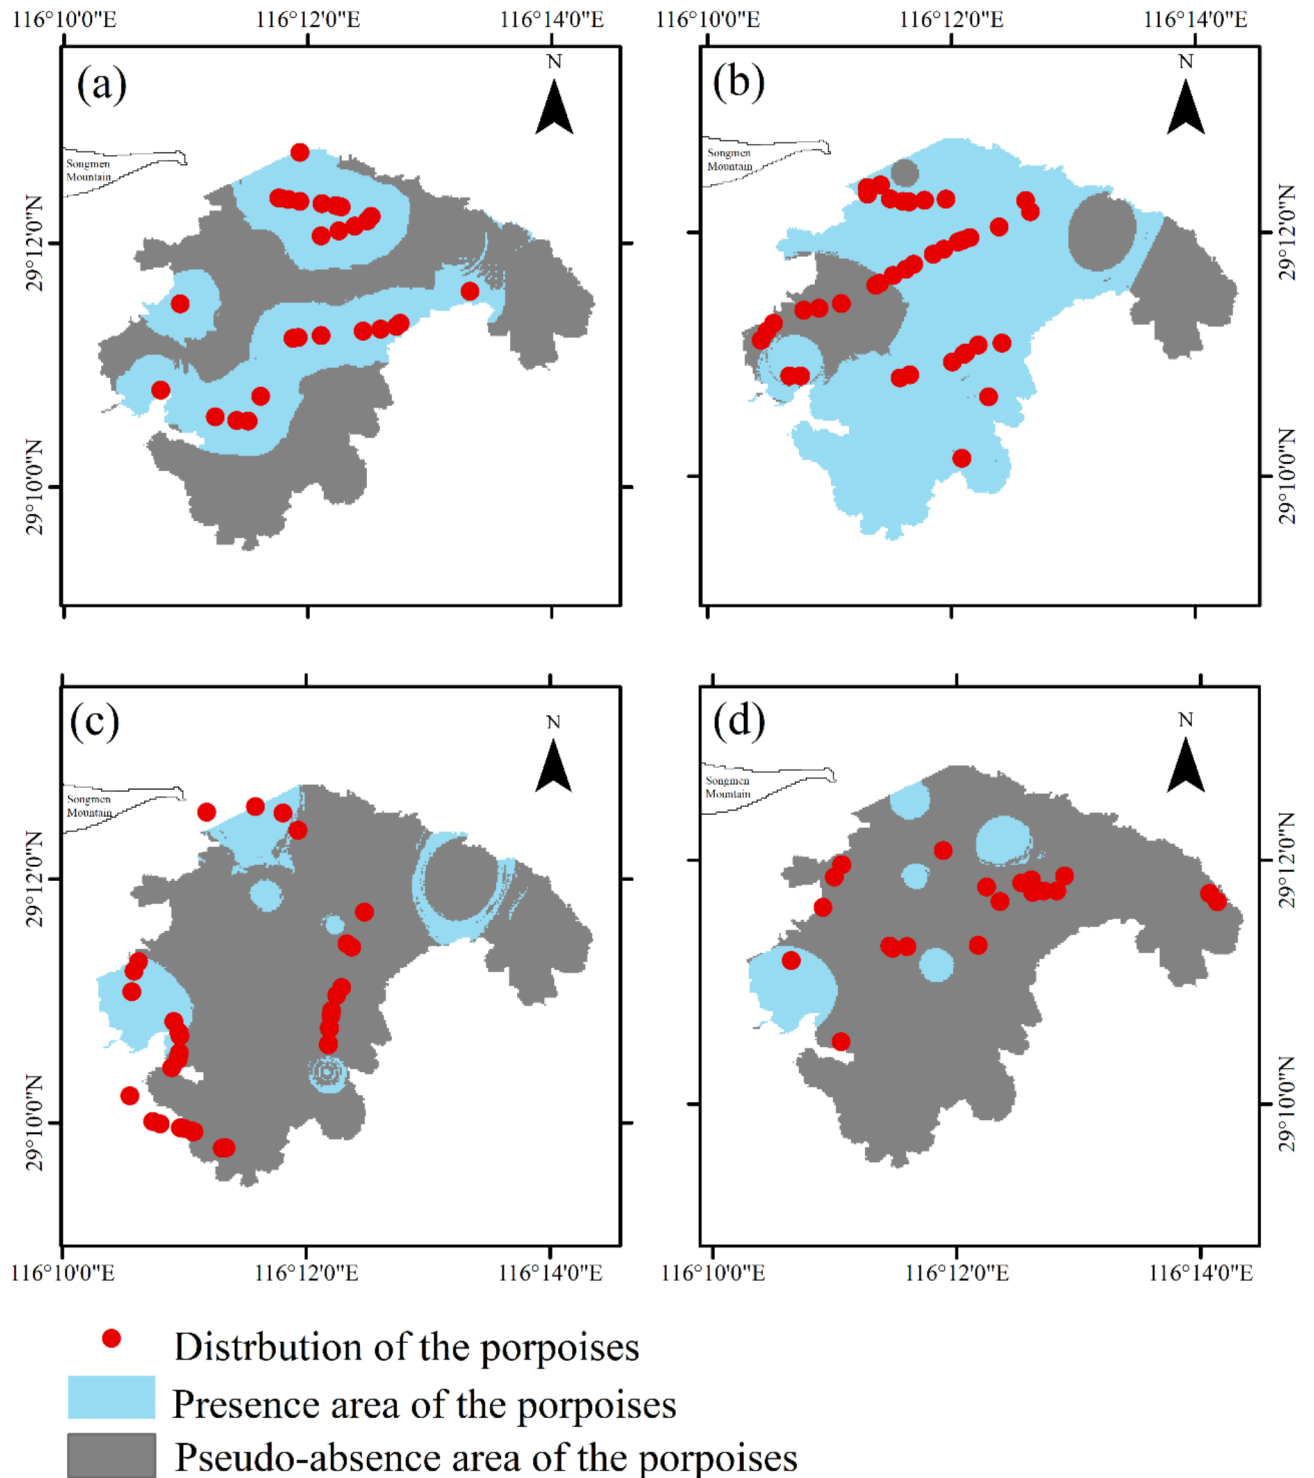 116°10'0"E 116°12'0"E 116°14'0"E 116°10'0"E 116°12'0"E 116°14'0"E
(a)
N
Songmen
Mountain
29°12'0"N
29°10'0"N
(b)
N
Songmen
Mountain
29°12'0"N
29°10'0"N
(c)
N
Songmen
Mountain
29°12'0"N
29°10'0"N
(d)
N
Songmen
Mountain
29°12'0"N
29°10'0"N
116°10'0"E 116°12'0"E 116°14'0"E 116°10'0"E 116°12'0"E 116°14'0"E
Distrbution of the porpoises
Presence area of the porpoises
Pseudo-absence area of the porpoises